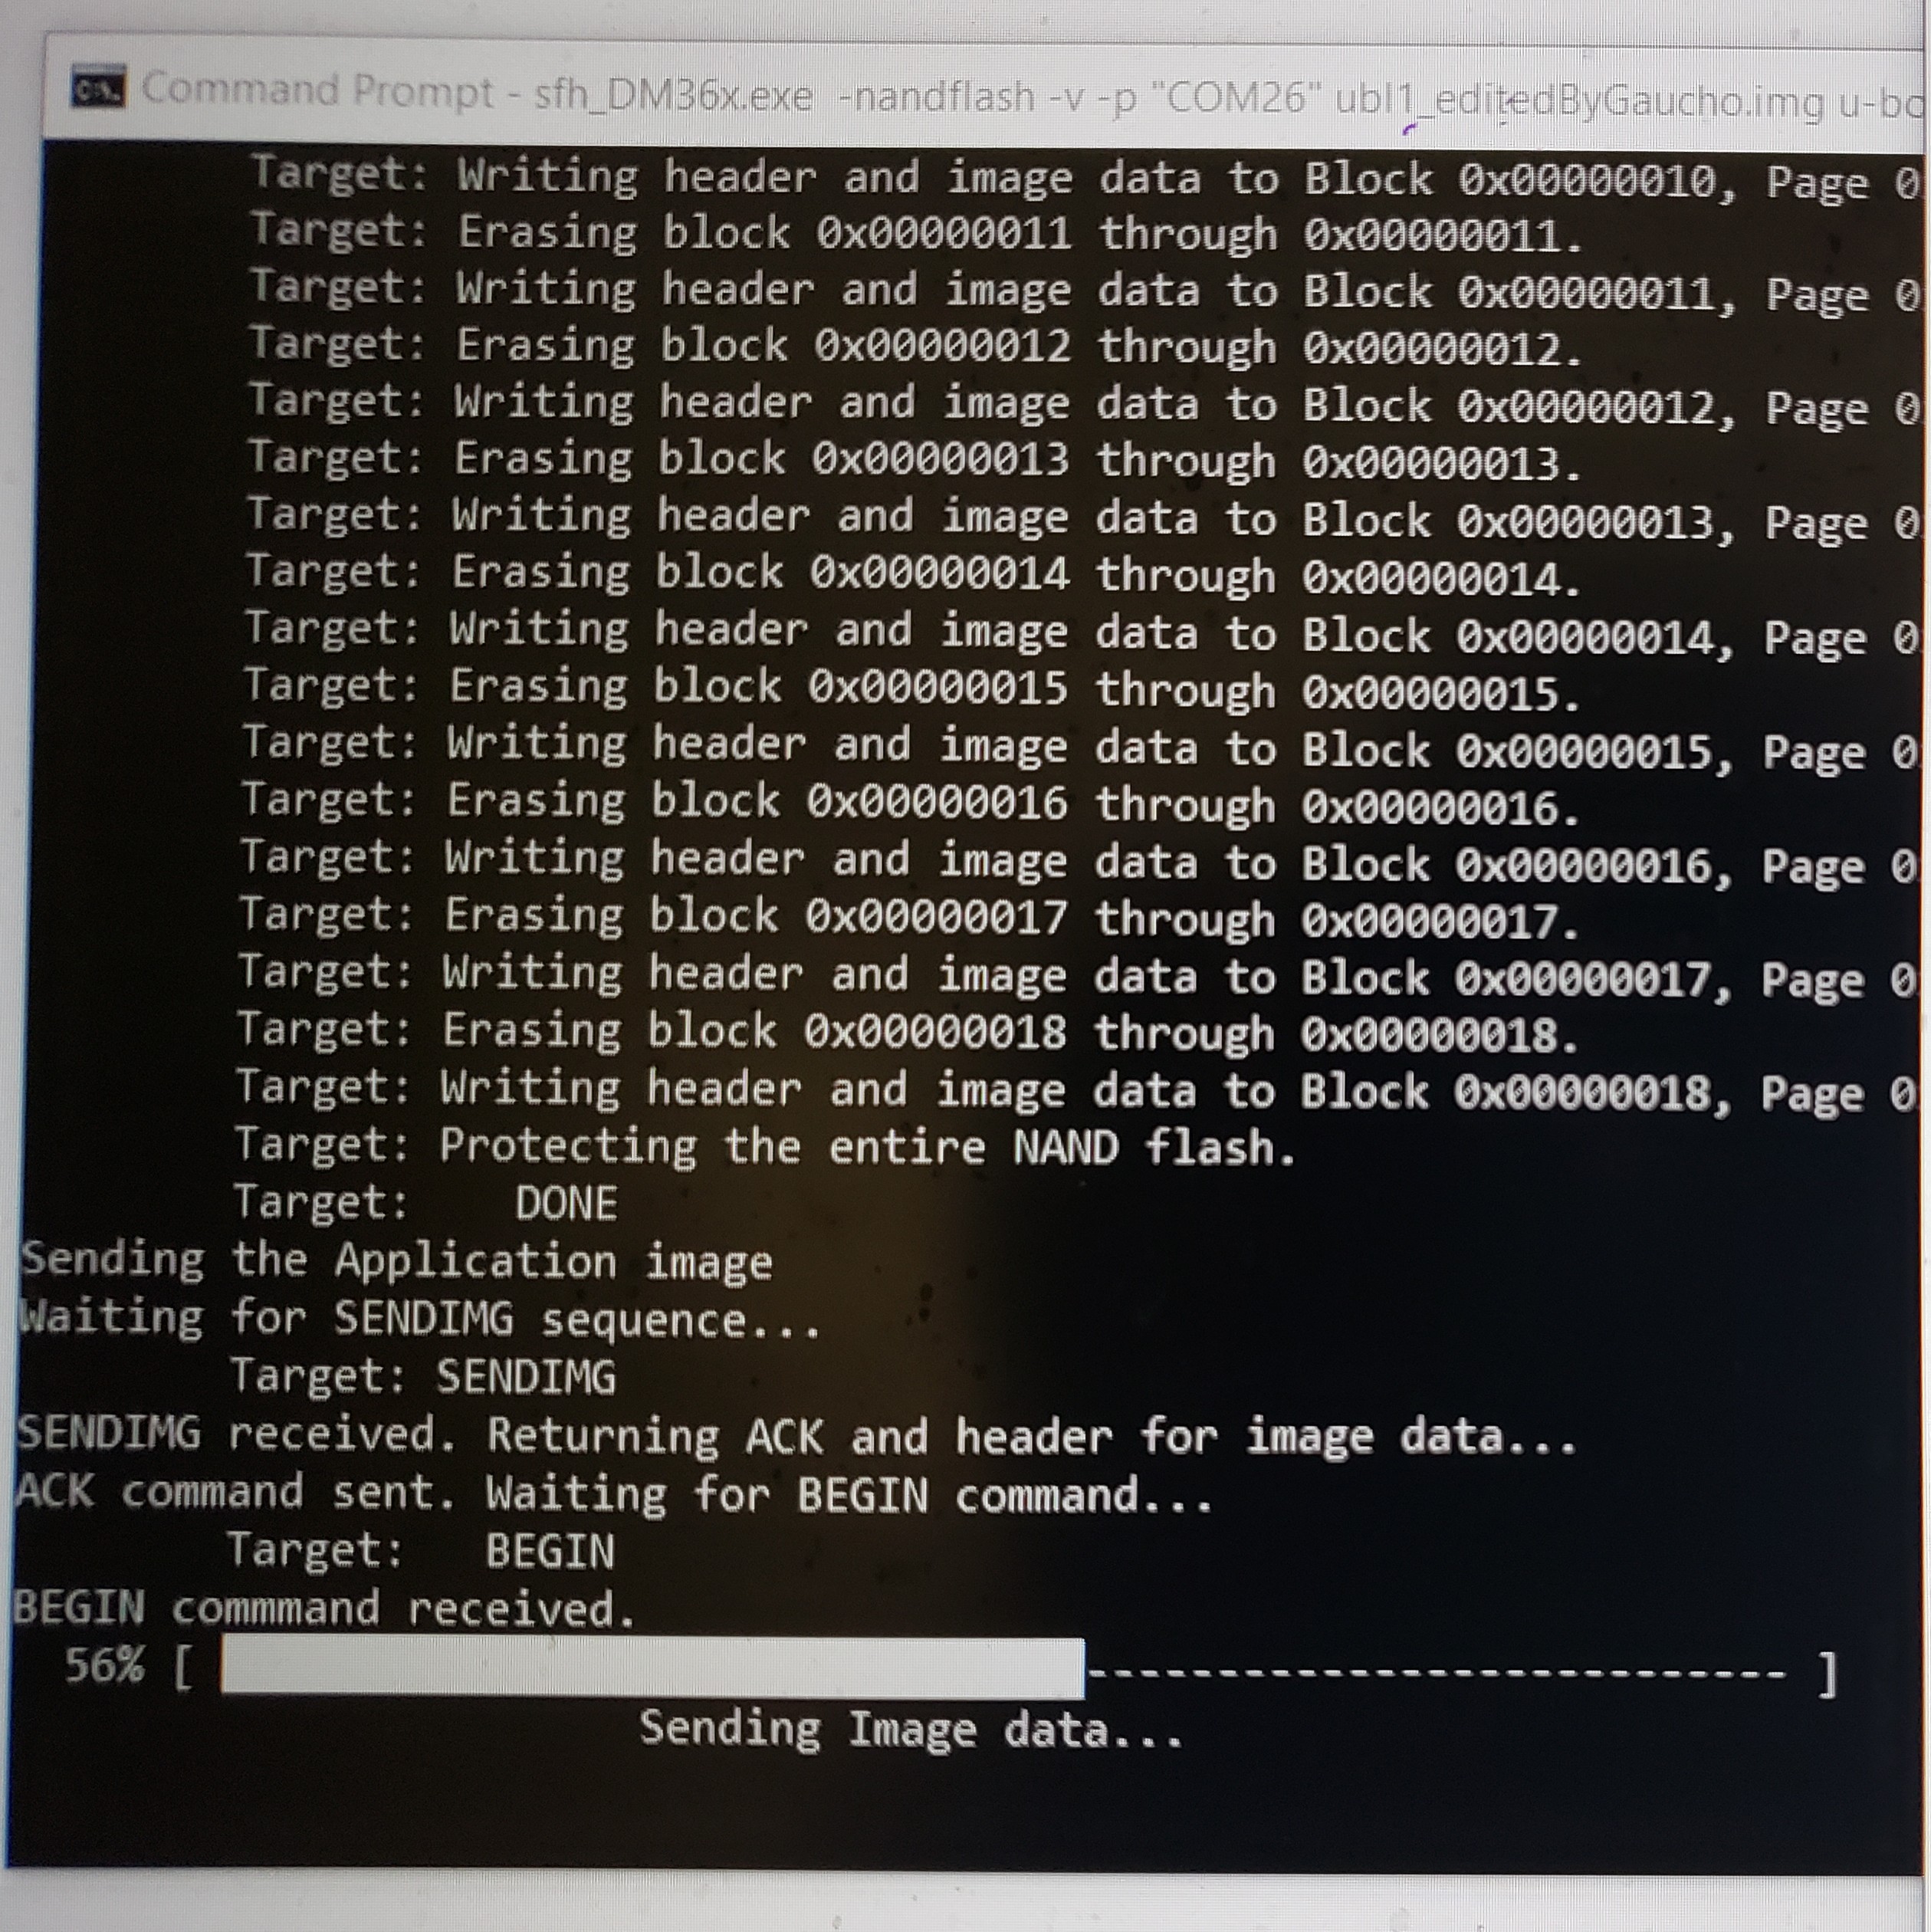 Command Prompt - sfh_DM36x.exe -nandflash -v -p "COM26" ubl1_editedByGaucho.img u-bo
Target: Writing header and image data to Block 0x00000010, Page 0
Target: Erasing block 0x00000011 through 0x00000011.
Target: Writing header and image data to Block 0x00000011, Page 0
Target: Erasing block 0x00000012 through 0x00000012.
Target: Writing header and image data to Block 0x00000012, Page 0
Target: Erasing block 0x00000013 through 0x00000013.
Target: Writing header and image data to Block 0x00000013, Page 0
Target: Erasing block 0x00000014 through 0x00000014.
Target: Writing header and image data to Block 0x00000014, Page 0
Target: Erasing block 0x00000015 through 0x00000015.
Target: Writing header and image data to Block 0x00000015, Page 0
Target: Erasing block 0x00000016 through 0x00000016.
Target: Writing header and image data to Block 0x00000016, Page 0
Target: Erasing block 0x00000017 through 0x00000017.
Target: Writing header and image data to Block 0x00000017, Page 0
Target: Erasing block 0x00000018 through 0x00000018.
Target: Writing header and image data to Block 0x00000018, Page 0
Target: Protecting the entire NAND flash.
Target: DONE
Sending the Application image
Waiting for SENDIMG sequence...
Target: SENDIMG
SENDIMG received. Returning ACK and header for image data...
ACK command sent. Waiting for BEGIN command...
Target: BEGIN
BEGIN commmand received.
56% [ --------------------------- ]
Sending Image data...